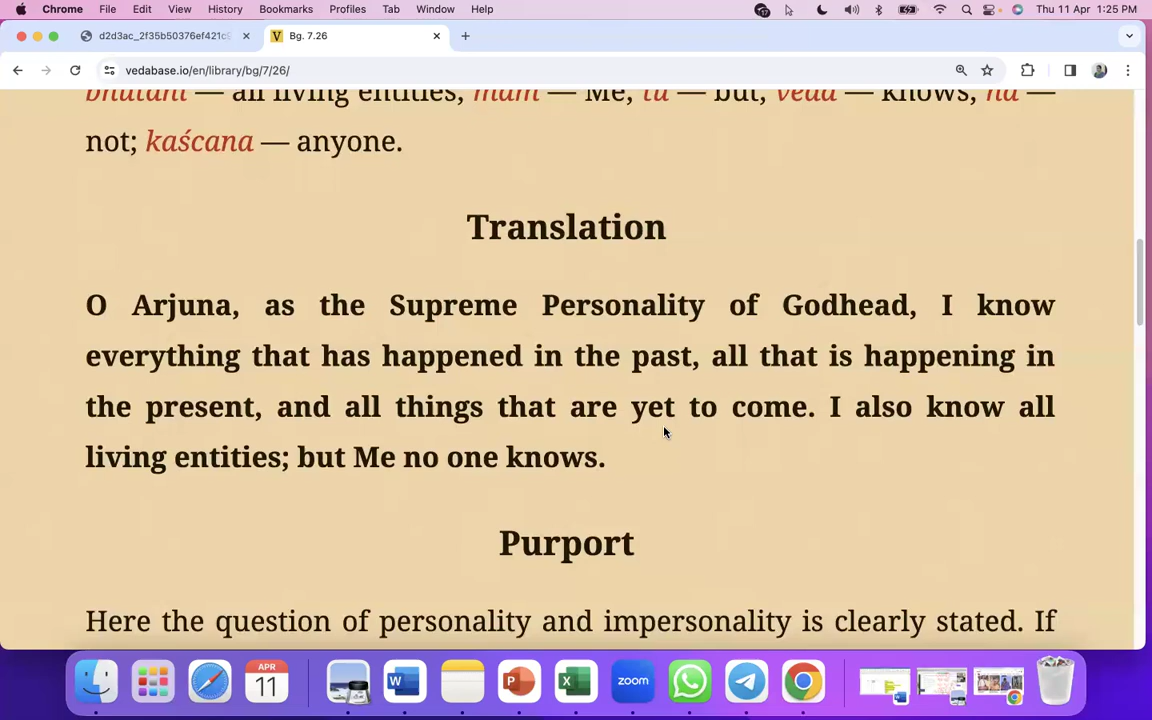 Chrome File Edit View History Bookmarks Profiles Tab Window Help Thu 11 Apr 1:25 PM
d2d3ac_2f35b50376ef421c9 Bg. 7.26
vedabase.io/en/library/bg/7/26/
bhūtāni — all living entities; mām — Me; tu — but; veda — knows; na —
not; kaścana — anyone.
Translation
O Arjuna, as the Supreme Personality of Godhead, I know
everything that has happened in the past, all that is happening in
the present, and all things that are yet to come. I also know all
living entities; but Me no one knows.
Purport
Here the question of personality and impersonality is clearly stated. If
APR
11
zoom